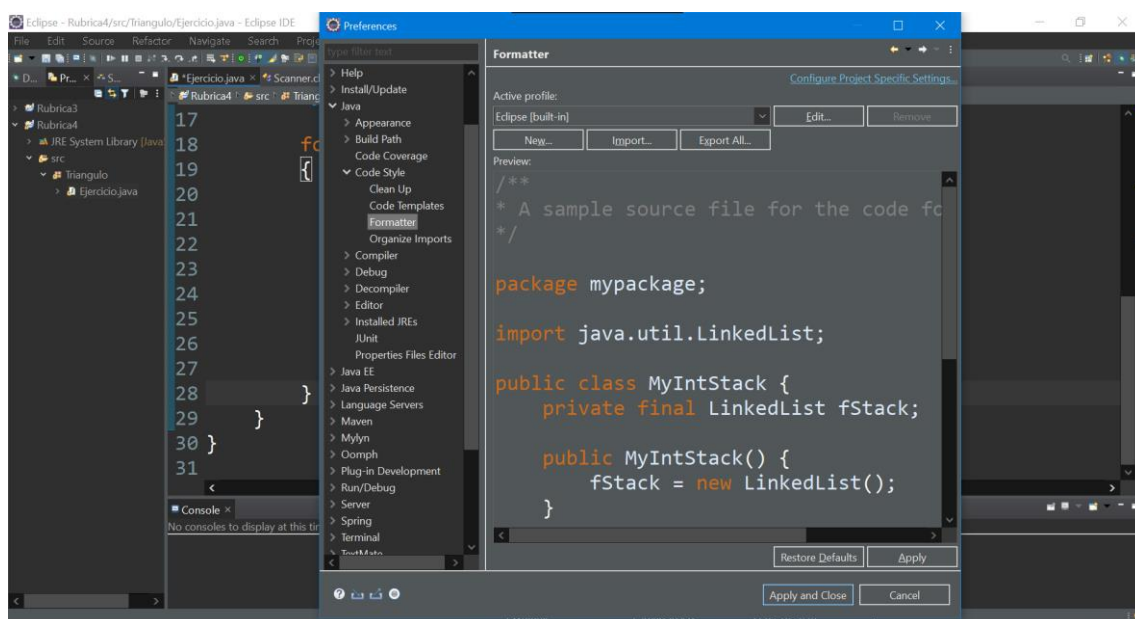 Eclipse - Rubrica4/src/Triangulo/Ejercicio.java - Eclipse IDE
File Edit Source Refactor Navigate Search Proje
D... Pr... S...
Rubrica3
Rubrica4
JRE System Library [Java
src
Triangulo
Ejercicio.java
*Ejercicio.java Scanner.cl
Rubrica4 src Triang
17
18 fo
19 {
20
21
22
23
24
25
26
27
28 }
29 }
30 }
31
Console
No consoles to display at this tim
Preferences
type filter text
Help
Install/Update
Java
Appearance
Build Path
Code Coverage
Code Style
Clean Up
Code Templates
Formatter
Organize Imports
Compiler
Debug
Decompiler
Editor
Installed JREs
JUnit
Properties Files Editor
Java EE
Java Persistence
Language Servers
Maven
Mylyn
Oomph
Plug-in Development
Run/Debug
Server
Spring
Terminal
TextMate
Formatter
Configure Project Specific Settings...
Active profile:
Eclipse [built-in] Edit... Remove
New... Import... Export All...
Preview:
/**
* A sample source file for the code fo
*/
package mypackage;
import java.util.LinkedList;
public class MyIntStack {
private final LinkedList fStack;
public MyIntStack() {
fStack = new LinkedList();
}
Restore Defaults Apply
Apply and Close Cancel